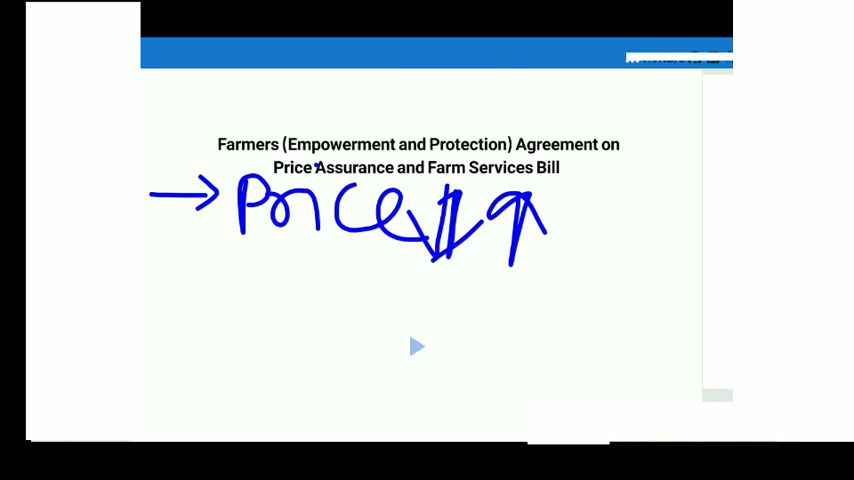 Farmers (Empowerment and Protection) Agreement on
Price Assurance and Farm Services Bill
→ Price ↓ ↑